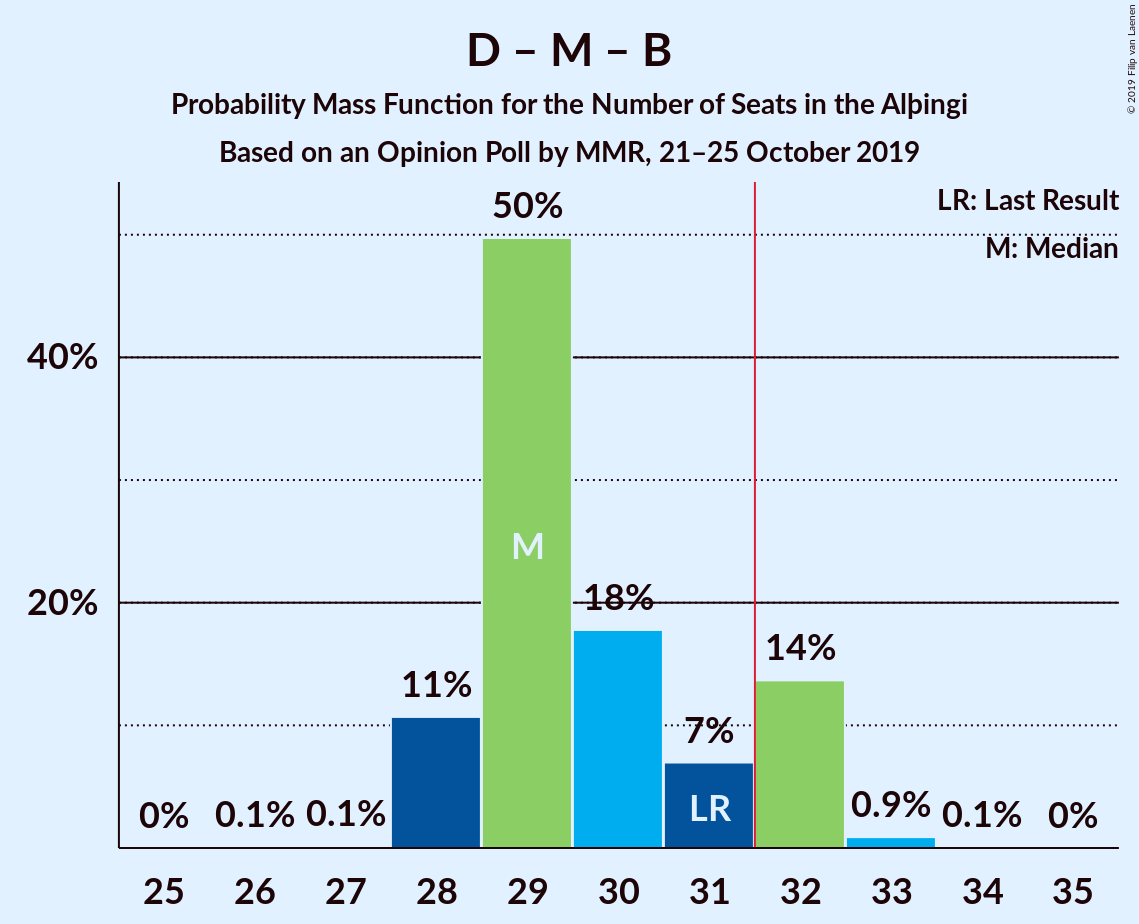 D – M – B
Probability Mass Function for the Number of Seats in the Alþingi
Based on an Opinion Poll by MMR, 21–25 October 2019
© 2019 Filip van Laenen
LR: Last Result
M: Median
50%
40%
M
20%
18%
14%
11%
7%
LR
0%
0.1%
0.1%
0.9%
0.1%
0%
25 26 27 28 29 30 31 32 33 34 35